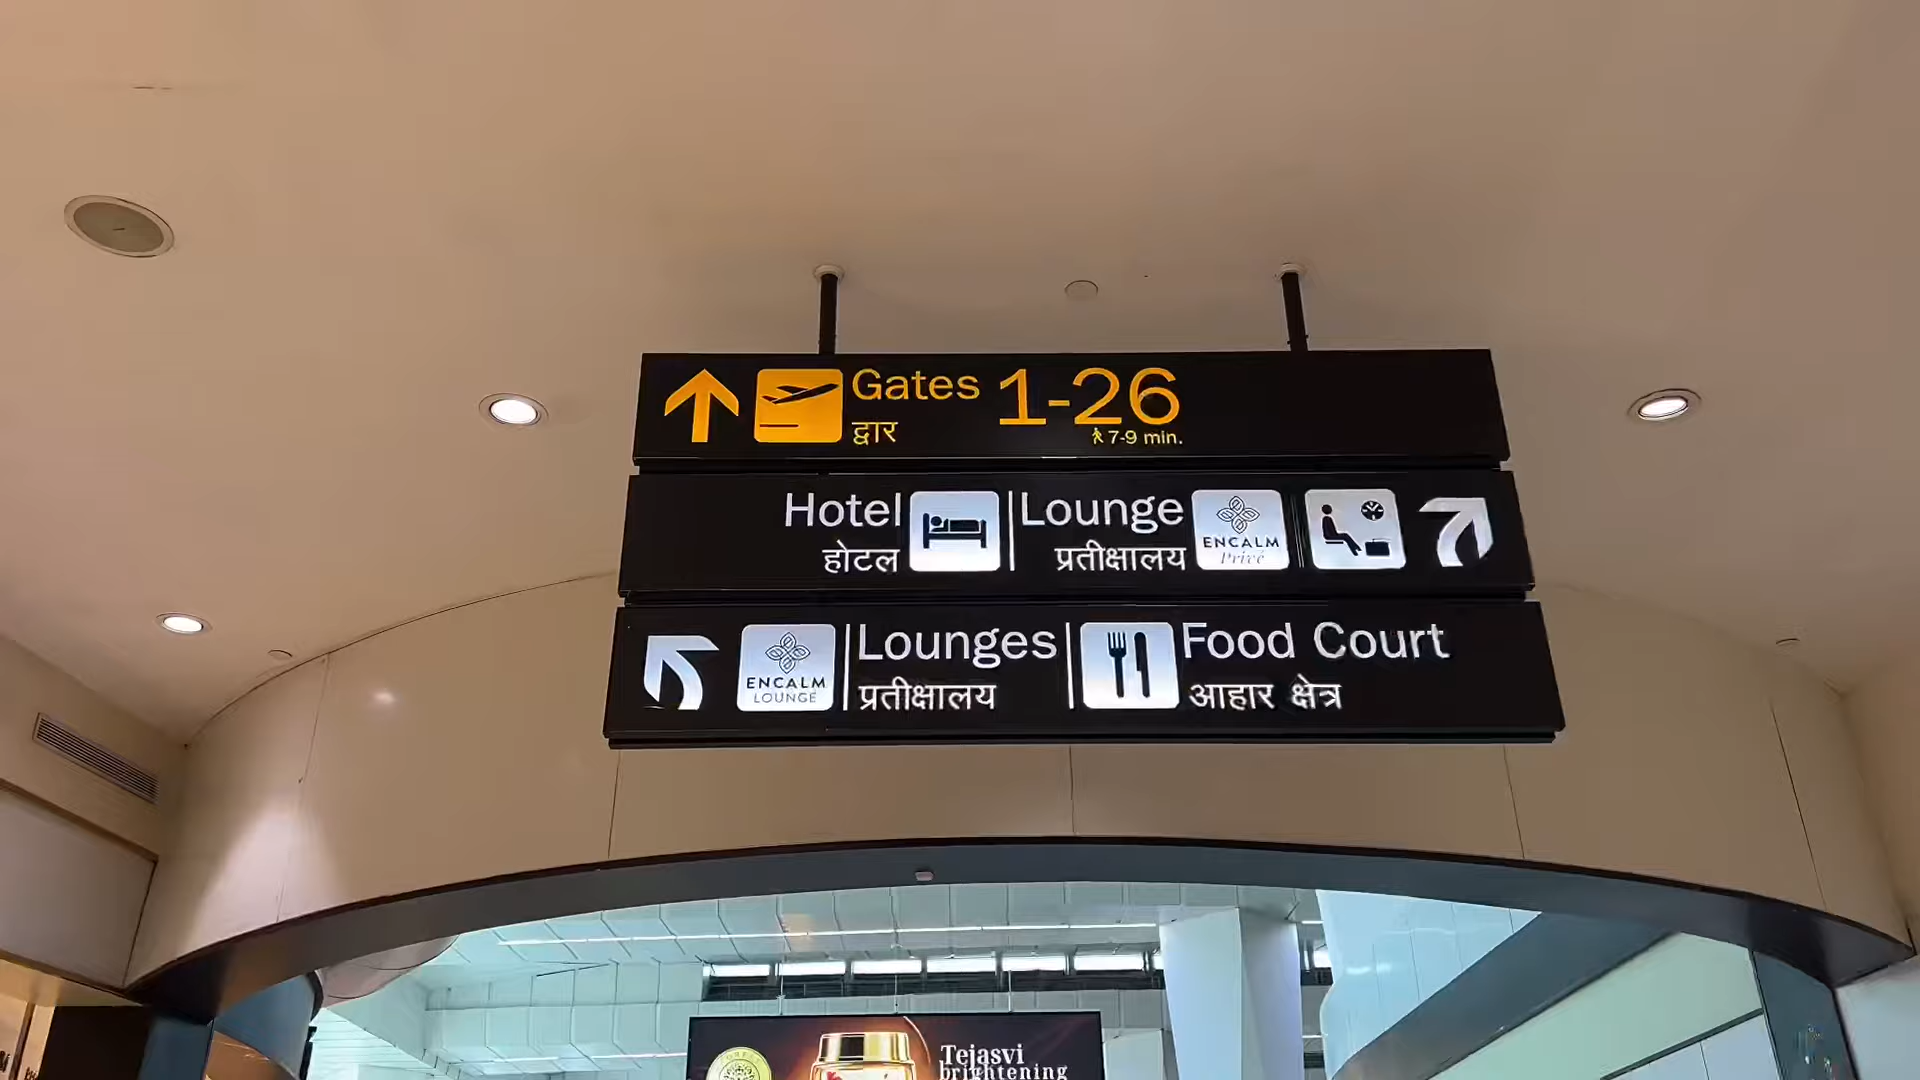 Gates 1-26
द्वार
7-9 min.
Hotel
होटल
Lounge
प्रतीक्षालय
ENCALM
Privé
ENCALM
LOUNGE
Lounges
प्रतीक्षालय
Food Court
आहार क्षेत्र
Tejasvi
brightening